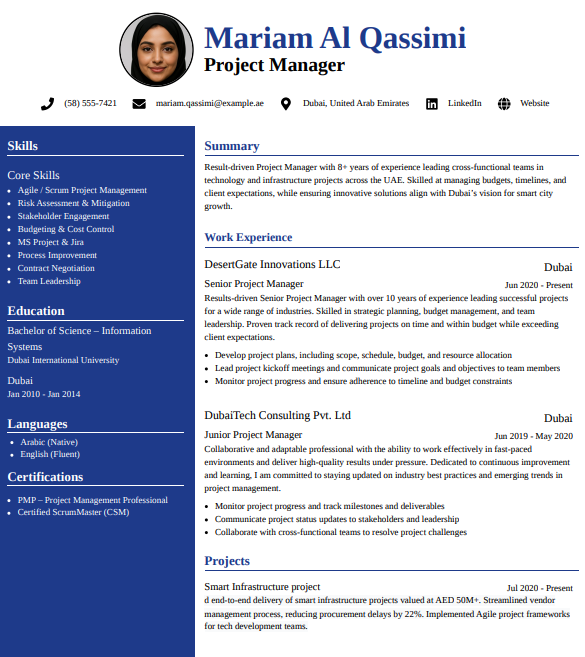 Mariam Al Qassimi
Project Manager
(58) 555-7421 mariam.qassimi@example.ae Dubai, United Arab Emirates LinkedIn Website
Skills
Core Skills
Agile / Scrum Project Management
Risk Assessment & Mitigation
Stakeholder Engagement
Budgeting & Cost Control
MS Project & Jira
Process Improvement
Contract Negotiation
Team Leadership
Education
Bachelor of Science – Information
Systems
Dubai International University
Dubai
Jan 2010 - Jan 2014
Languages
Arabic (Native)
English (Fluent)
Certifications
PMP – Project Management Professional
Certified ScrumMaster (CSM)
Summary
Result-driven Project Manager with 8+ years of experience leading cross-functional teams in
technology and infrastructure projects across the UAE. Skilled at managing budgets, timelines, and
client expectations, while ensuring innovative solutions align with Dubai's vision for smart city
growth.
Work Experience
DesertGate Innovations LLC Dubai
Senior Project Manager Jun 2020 - Present
Results-driven Senior Project Manager with over 10 years of experience leading successful projects
for a wide range of industries. Skilled in strategic planning, budget management, and team
leadership. Proven track record of delivering projects on time and within budget while exceeding
client expectations.
Develop project plans, including scope, schedule, budget, and resource allocation
Lead project kickoff meetings and communicate project goals and objectives to team members
Monitor project progress and ensure adherence to timeline and budget constraints
DubaiTech Consulting Pvt. Ltd Dubai
Junior Project Manager Jun 2019 - May 2020
Collaborative and adaptable professional with the ability to work effectively in fast-paced
environments and deliver high-quality results under pressure. Dedicated to continuous improvement
and learning, I am committed to staying updated on industry best practices and emerging trends in
project management.
Monitor project progress and track milestones and deliverables
Communicate project status updates to stakeholders and leadership
Collaborate with cross-functional teams to resolve project challenges
Projects
Smart Infrastructure project Jul 2020 - Present
d end-to-end delivery of smart infrastructure projects valued at AED 50M+. Streamlined vendor
management process, reducing procurement delays by 22%. Implemented Agile project frameworks
for tech development teams.